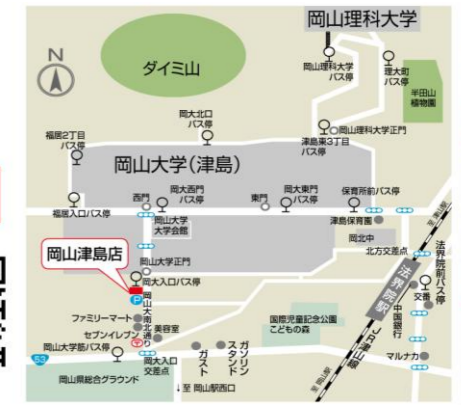 岡山理科大学
N
ダイミ山
岡山理科大学
バス停
理大町
バス停
半田山
植物園
岡大北口
バス停
岡山理科大学正門
津島東3丁目
バス停
福居2丁目
バス停
岡山大学(津島)
西門
岡大西門
バス停
東門
岡大東門
バス停
保育所前バス停
福居入口バス停
岡山大学
大学会館
津島保育園
岡北中
北方交差点
岡山津島店
岡山大学正門
岡大入口バス停
P
法界院駅
法界院前バス停
交番
中国銀行
JR津山線
岡山大南北通り
ファミリーマート
セブンイレブン
美容室
国際児童記念公園
こどもの森
岡山大学筋バス停
53
岡大入口
交差点
ガスト
ガソリン
スタンド
マルナカ
岡山県総合グラウンド
至 岡山駅西口
至岡山駅